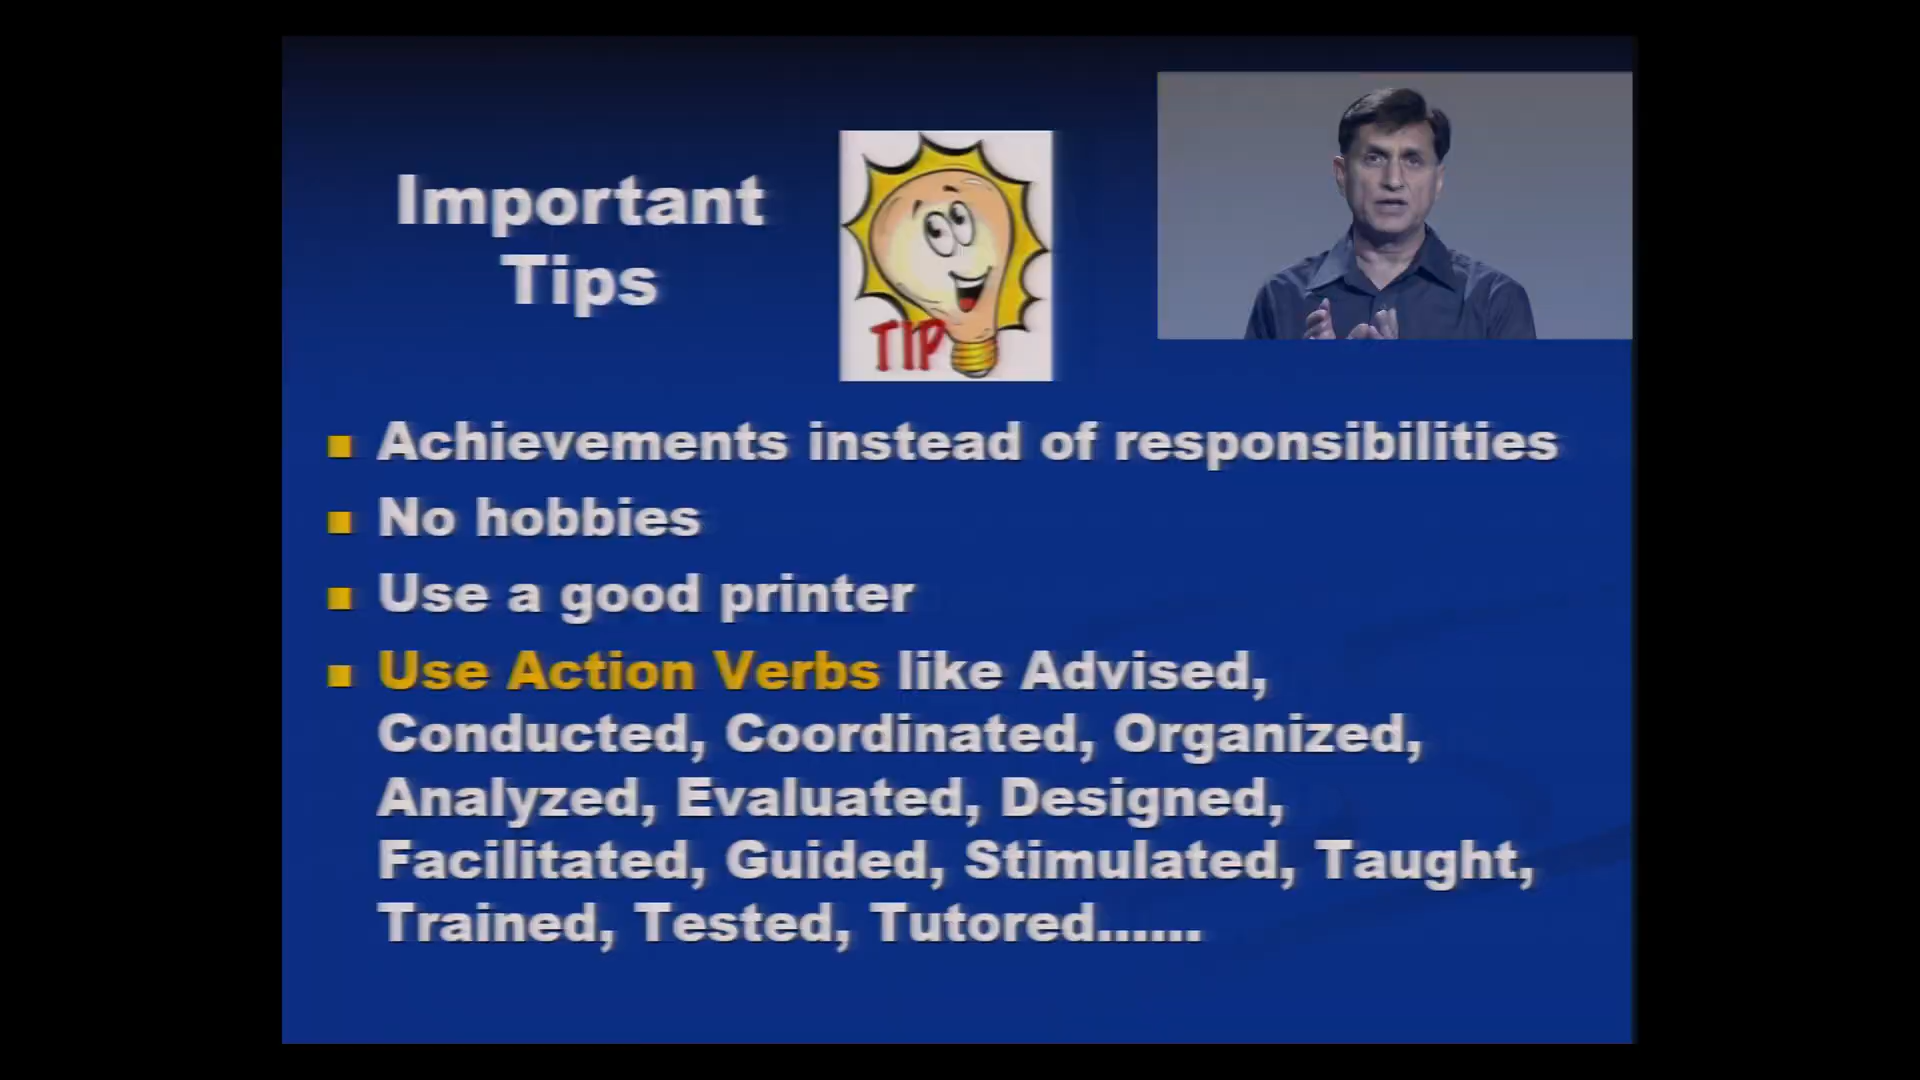 Important
Tips
TIP
Achievements instead of responsibilities
No hobbies
Use a good printer
Use Action Verbs like Advised,
Conducted, Coordinated, Organized,
Analyzed, Evaluated, Designed,
Facilitated, Guided, Stimulated, Taught,
Trained, Tested, Tutored......